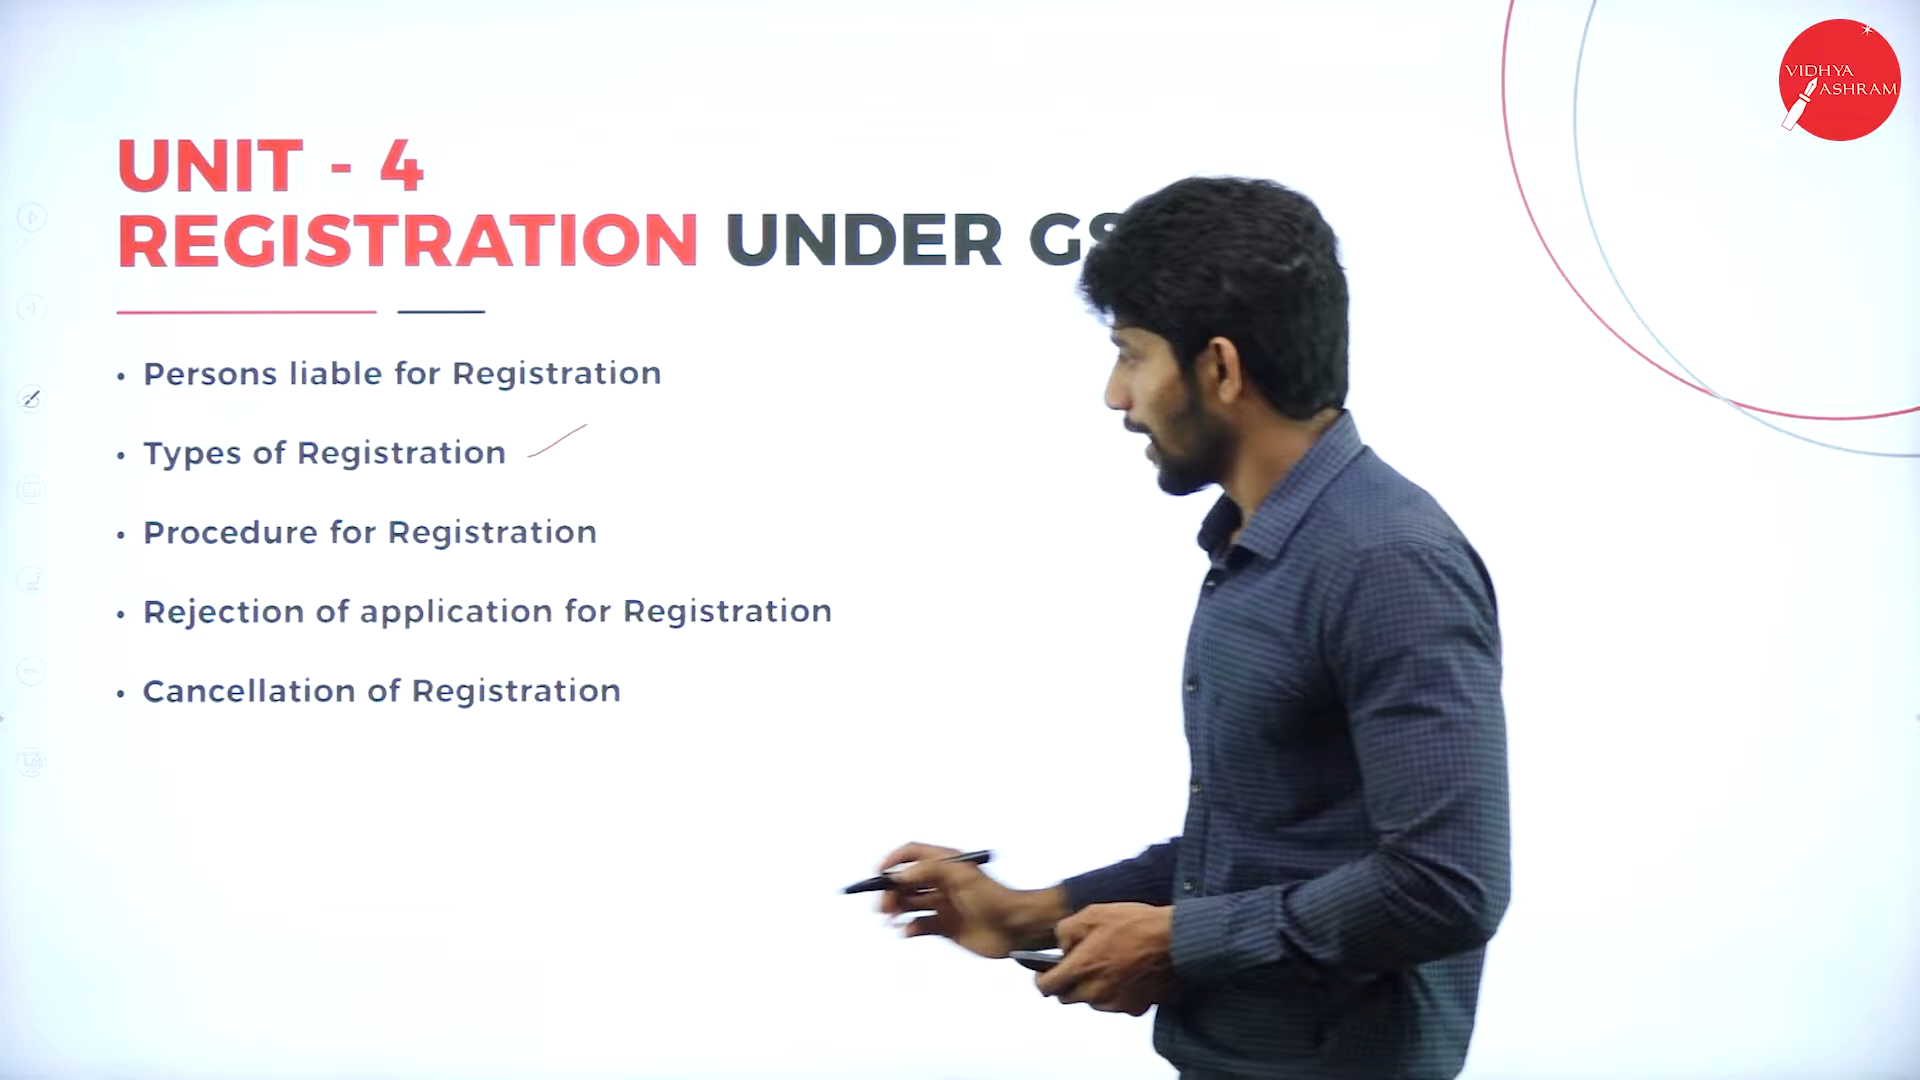 VIDHYA
ASHRAM
UNIT - 4
REGISTRATION UNDER
• Persons liable for Registration
• Types of Registration
• Procedure for Registration
• Rejection of application for Registration
• Cancellation of Registration